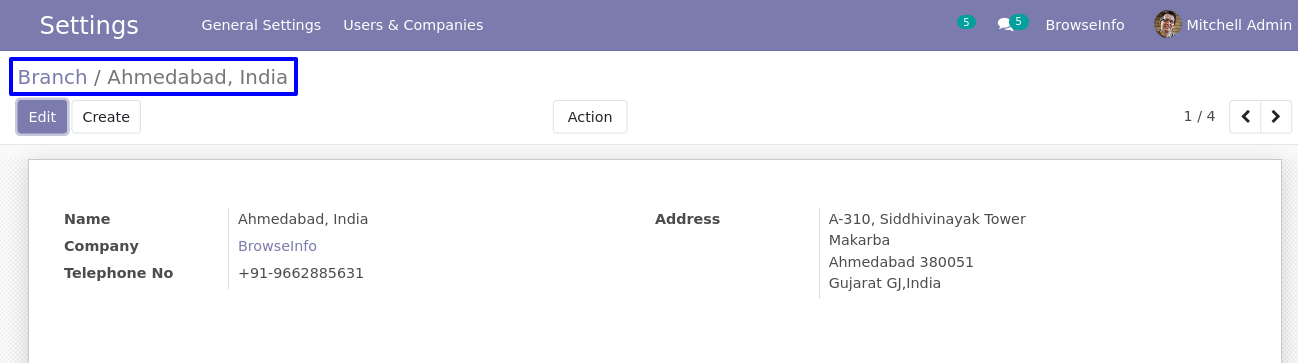 Settings General Settings Users & Companies 5 5 BrowseInfo Mitchell Admin
Branch / Ahmedabad, India
Edit Create Action 1 / 4
Name Ahmedabad, India
Company BrowseInfo
Telephone No +91-9662885631
Address A-310, Siddhivinayak Tower
Makarba
Ahmedabad 380051
Gujarat GJ,India